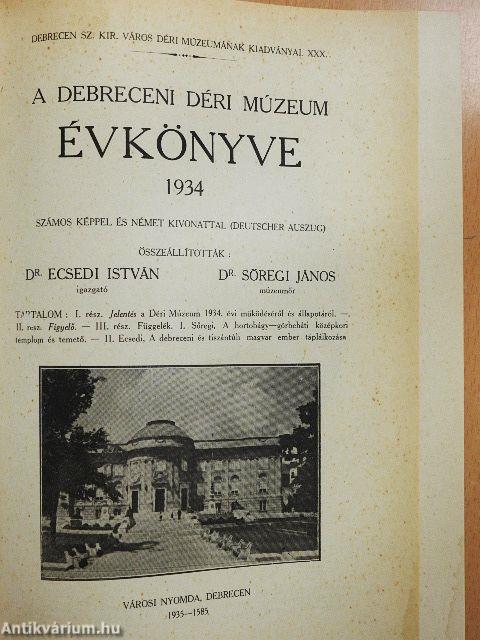 DEBRECEN SZ. KIR. VÁROS DÉRI MÚZEUMÁNAK KIADVÁNYAI. XXX.
A DEBRECENI DÉRI MÚZEUM
ÉVKÖNYVE
1934
SZÁMOS KÉPPEL ÉS NÉMET KIVONATTAL (DEUTSCHER AUSZUG)
ÖSSZEÁLLÍTOTTÁK :
DR. ECSEDI ISTVÁN DR. SŐREGI JÁNOS
igazgató múzeumőr
TARTALOM : I. rész. Jelentés a Déri Múzeum 1934. évi működéséről és állapotáról. —
II. rész. Figyelő. — III. rész. Függelék. I. Sőregi, A hortobágy—görbeháti középkori
templom és temető. — II. Ecsedi, A debreceni és tiszántúli magyar ember táplálkozása
VÁROSI NYOMDA, DEBRECEN
1935—1585.
Antikvárium.hu